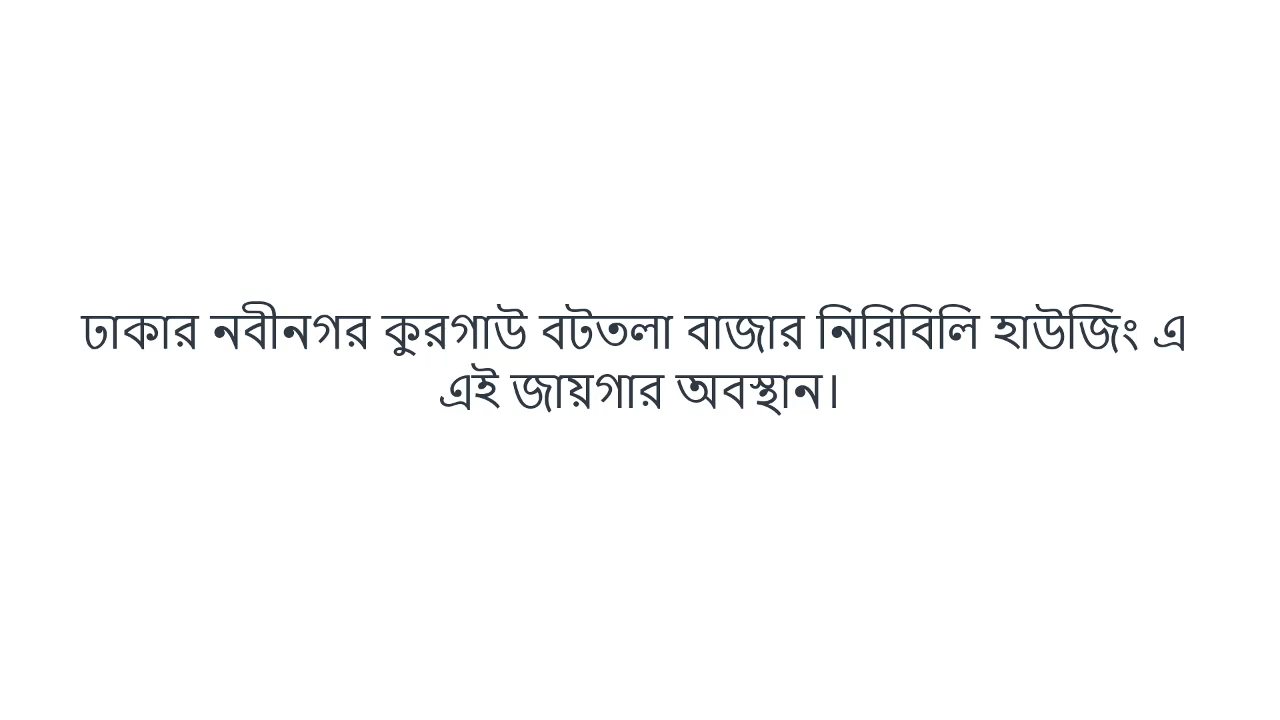 ঢাকার নবীনগর কুরগাউ বটতলা বাজার নিরিবিলি হাউজিং এ
এই জায়গার অবস্থান।